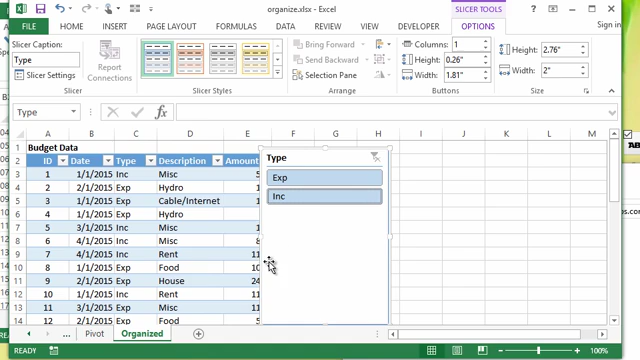 organize.xlsx - Excel
SLICER TOOLS
FILE HOME INSERT PAGE LAYOUT FORMULAS DATA REVIEW VIEW DEVELOPER OPTIONS Sign in
Slicer Caption:
Type
Slicer Settings
Report Connections
Bring Forward
Send Backward
Selection Pane
Columns: 1
Height: 0.26"
Width: 1.81"
Height: 2.76"
Width: 2"
Slicer
Slicer Styles
Arrange
Buttons
Size
Type
fx
A B C D E F G H I J K L M
1 Budget Data
2 ID Date Type Description Amount
3 1 1/1/2015 Inc Misc
4 2 2/1/2015 Exp Hydro
5 3 1/1/2015 Exp Cable/Internet
6 4 1/1/2015 Exp Hydro
7 5 3/1/2015 Inc Misc
8 6 4/1/2015 Inc Misc
9 7 1/1/2015 Exp Rent
10 8 1/1/2015 Exp Food
11 9 2/1/2015 Exp House
12 10 1/1/2015 Inc Rent
13 11 3/1/2015 Exp Misc
14 12 2/1/2015 Exp Food
Type
Exp
Inc
... Pivot Organized
READY
100%